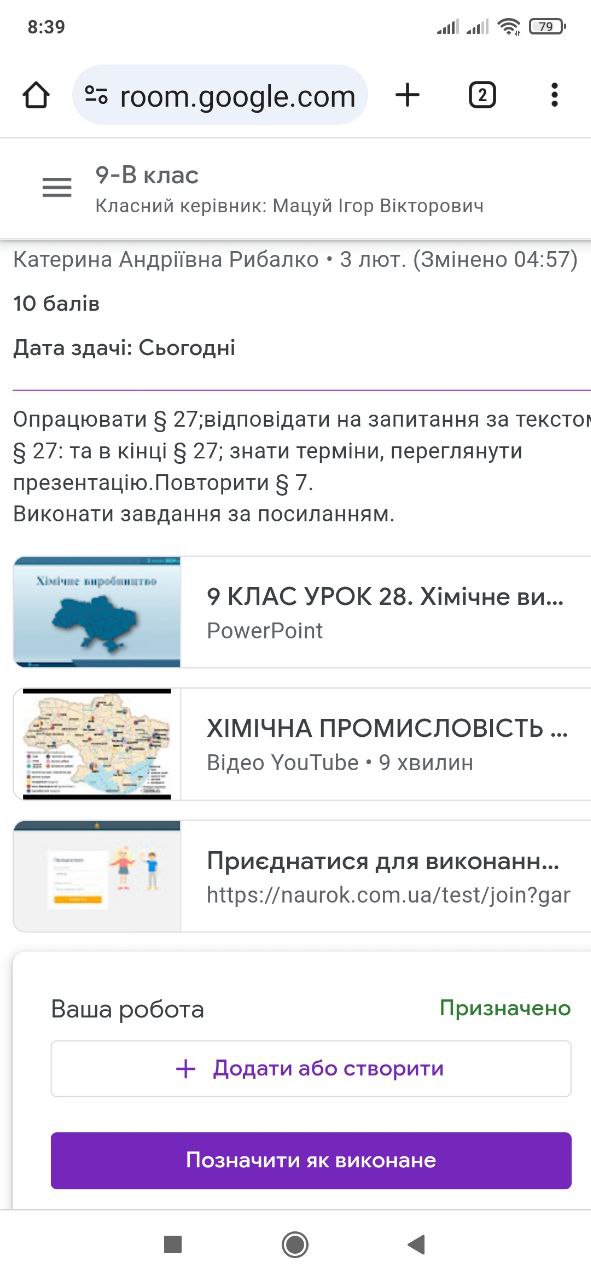 8:39
79
room.google.com
2
9-В клас
Класний керівник: Мацуй Ігор Вікторович
Катерина Андріївна Рибалко • 3 лют. (Змінено 04:57)
10 балів
Дата здачі: Сьогодні
Опрацювати § 27;відповідати на запитання за текстом
§ 27: та в кінці § 27; знати терміни, переглянути
презентацію.Повторити § 7.
Виконати завдання за посиланням.
Хімічне виробництво
9 КЛАС УРОК 28. Хімічне ви...
PowerPoint
ХІМІЧНА ПРОМИСЛОВІСТЬ ...
Відео YouTube • 9 хвилин
Приєднатися для виконанн...
https://naurok.com.ua/test/join?gar
Ваша робота
Призначено
+ Додати або створити
Позначити як виконане